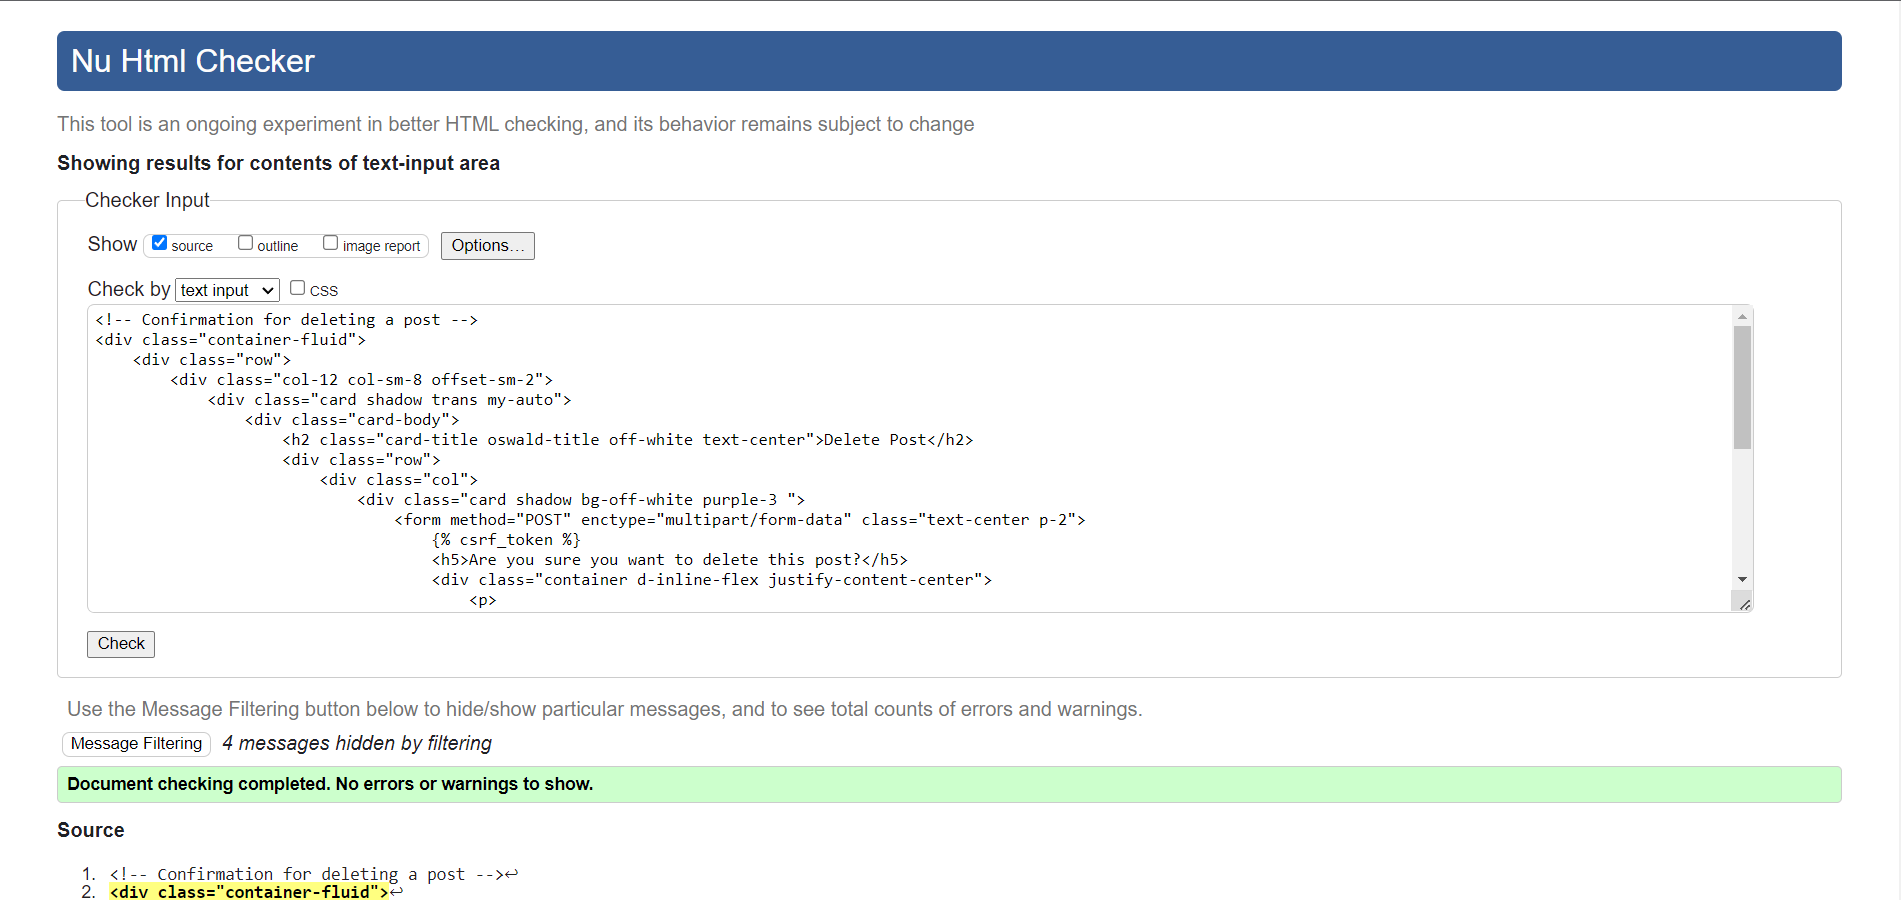 Nu Html Checker
This tool is an ongoing experiment in better HTML checking, and its behavior remains subject to change
Showing results for contents of text-input area
Checker Input
Show source outline image report Options…
Check by text input CSS
<!-- Confirmation for deleting a post -->
<div class="container-fluid">
<div class="row">
<div class="col-12 col-sm-8 offset-sm-2">
<div class="card shadow trans my-auto">
<div class="card-body">
<h2 class="card-title oswald-title off-white text-center">Delete Post</h2>
<div class="row">
<div class="col">
<div class="card shadow bg-off-white purple-3 ">
<form method="POST" enctype="multipart/form-data" class="text-center p-2">
{% csrf_token %}
<h5>Are you sure you want to delete this post?</h5>
<div class="container d-inline-flex justify-content-center">
<p>
Check
Use the Message Filtering button below to hide/show particular messages, and to see total counts of errors and warnings.
Message Filtering 4 messages hidden by filtering
Document checking completed. No errors or warnings to show.
Source
1. <!-- Confirmation for deleting a post -->↩
2. <div class="container-fluid">↩